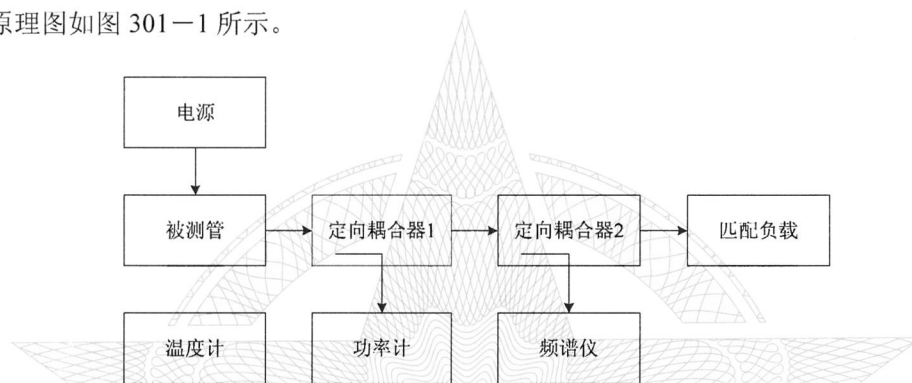 原理图如图 301－1 所示。
电源
被测管
定向耦合器1
定向耦合器2
匹配负载
温度计
功率计
频谱仪